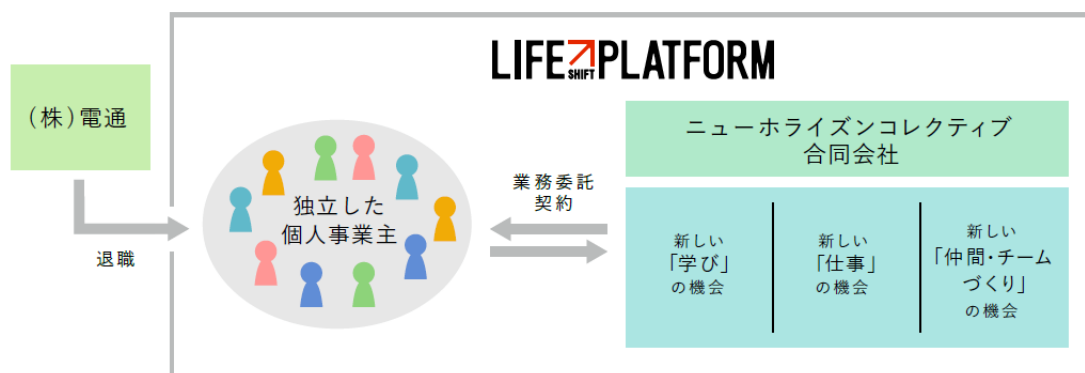 LIFE SHIFT PLATFORM
(株)電通
退職
独立した
個人事業主
業務委託
契約
ニューホライズンコレクティブ
合同会社
新しい
「学び」
の機会
新しい
「仕事」
の機会
新しい
「仲間・チーム
づくり」
の機会